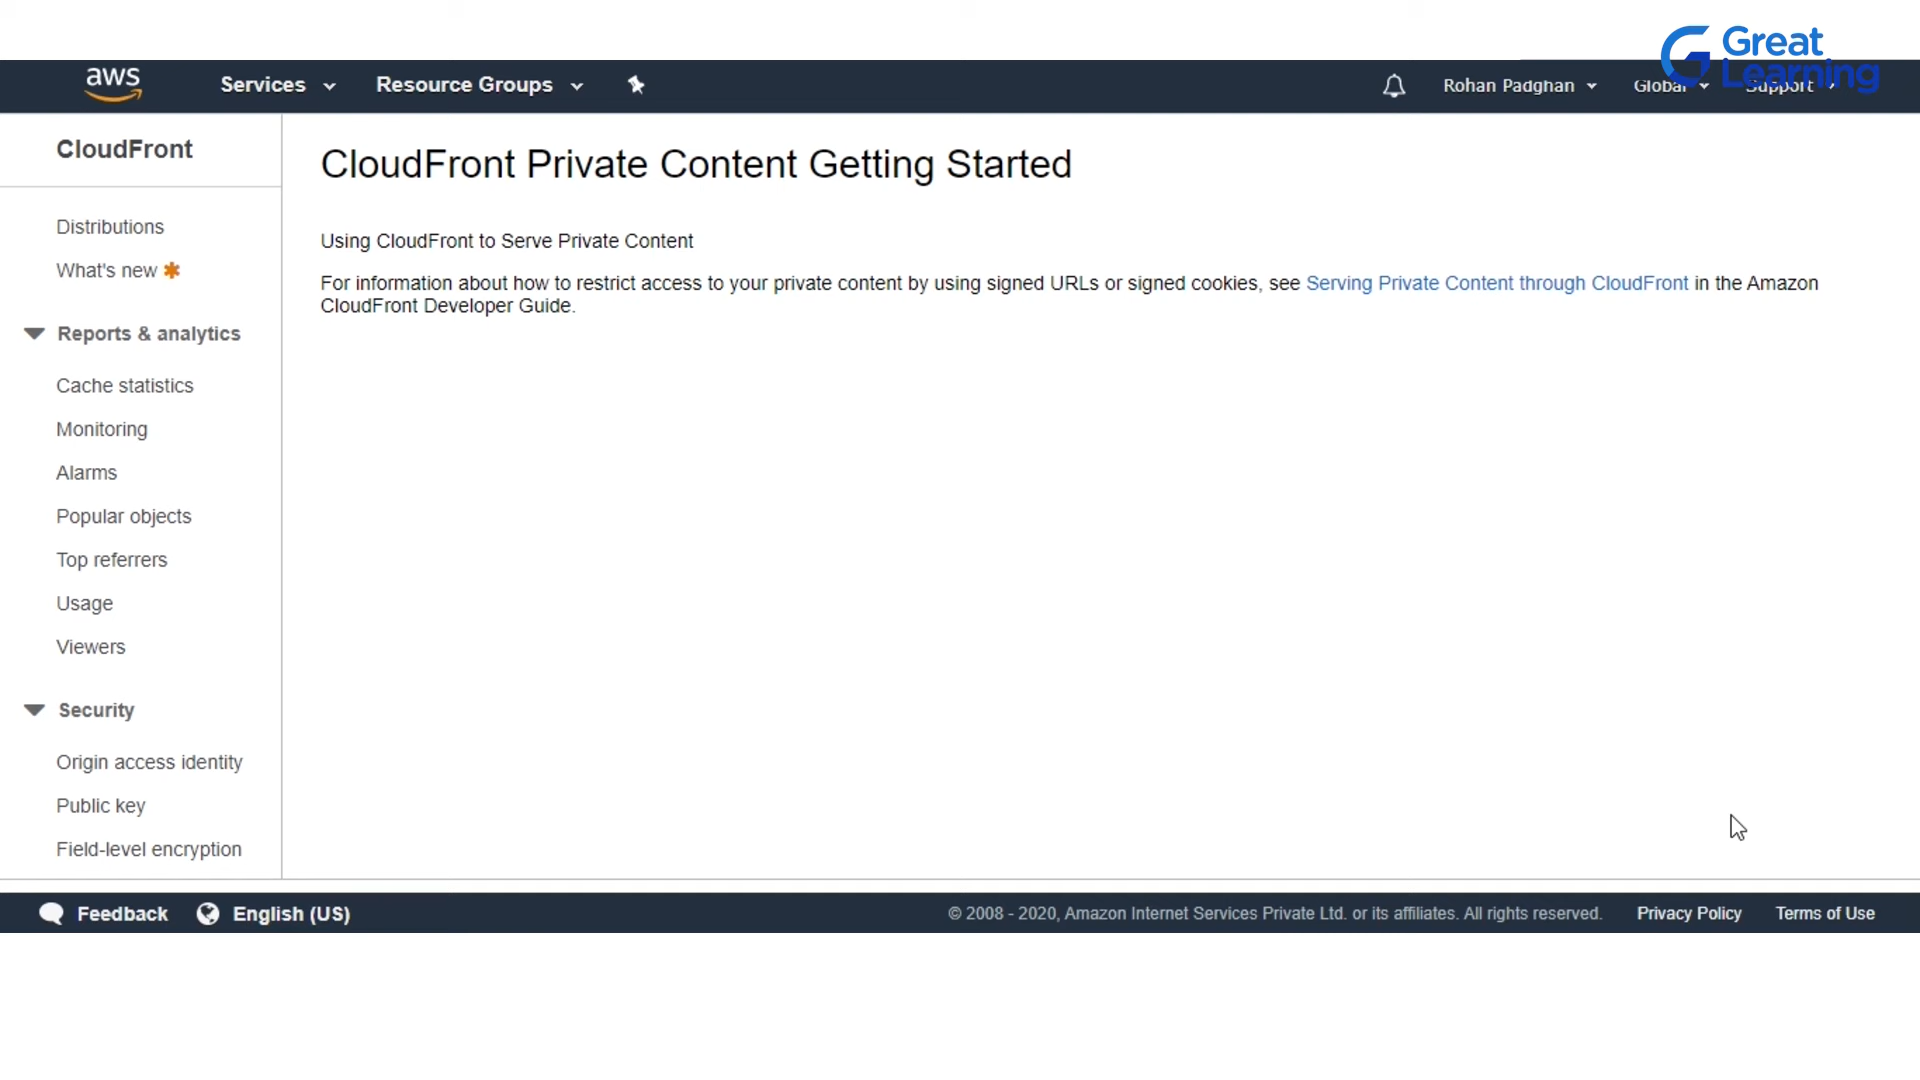 Great
Learning
aws
Services
Resource Groups
Rohan Padghan
Global
Support
CloudFront
Distributions
What's new
Reports & analytics
Cache statistics
Monitoring
Alarms
Popular objects
Top referrers
Usage
Viewers
Security
Origin access identity
Public key
Field-level encryption
CloudFront Private Content Getting Started
Using CloudFront to Serve Private Content
For information about how to restrict access to your private content by using signed URLs or signed cookies, see Serving Private Content through CloudFront in the Amazon
CloudFront Developer Guide.
Feedback
English (US)
© 2008 - 2020, Amazon Internet Services Private Ltd. or its affiliates. All rights reserved.
Privacy Policy
Terms of Use